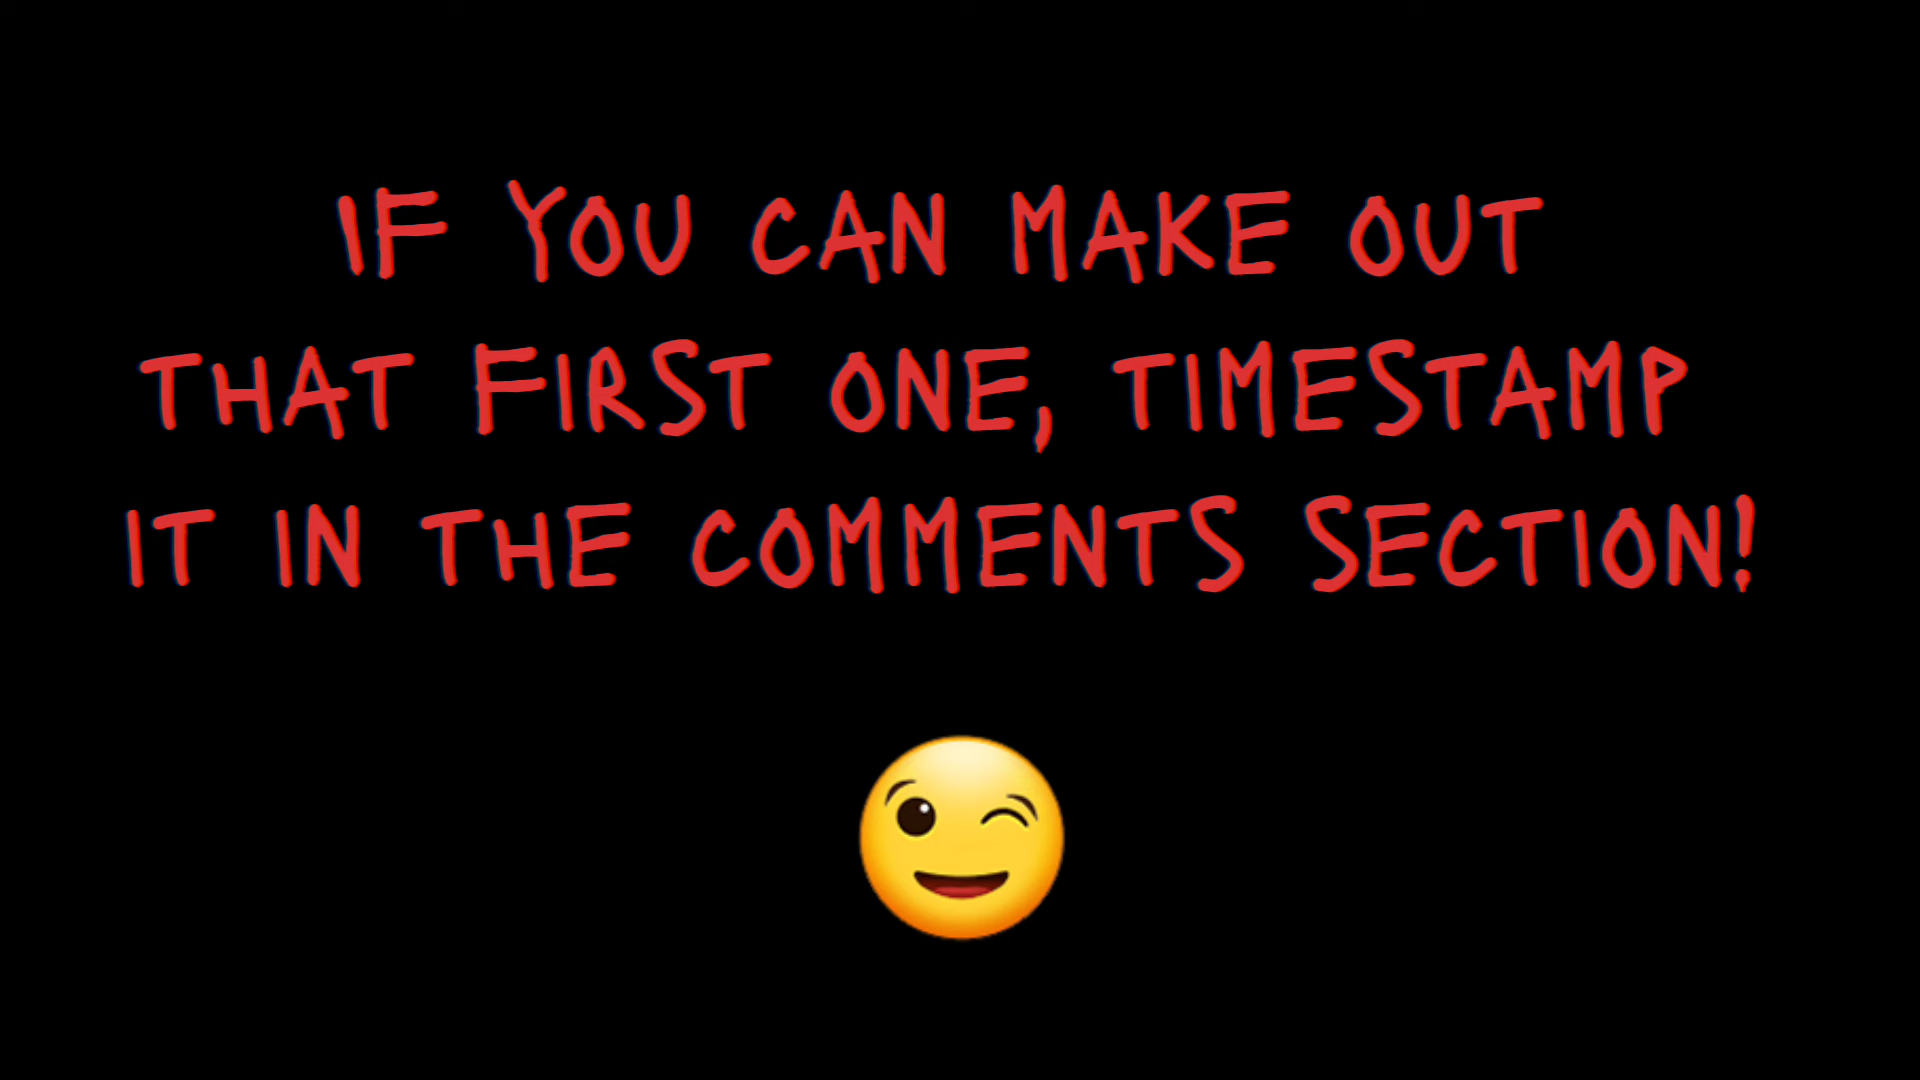 IF YOU CAN MAKE OUT
THAT FIRST ONE, TIMESTAMP
IT IN THE COMMENTS SECTION!